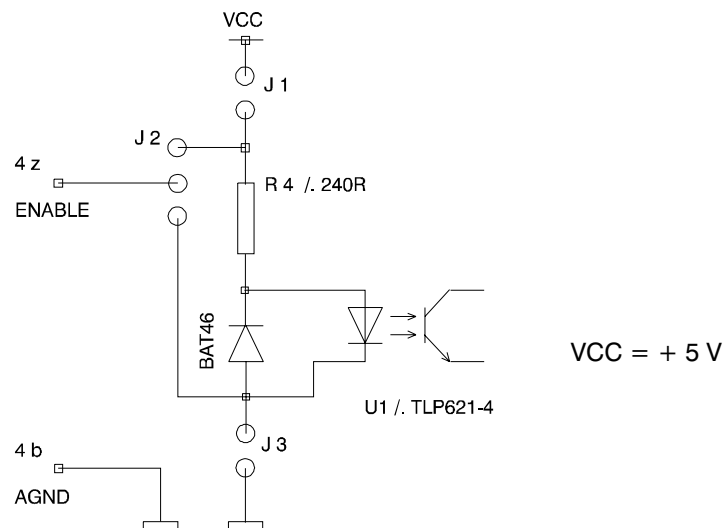 VCC
J 1
J 2
4 z
R 4 /. 240R
ENABLE
BAT46
VCC = + 5 V
U1 /. TLP621-4
J 3
4 b
AGND